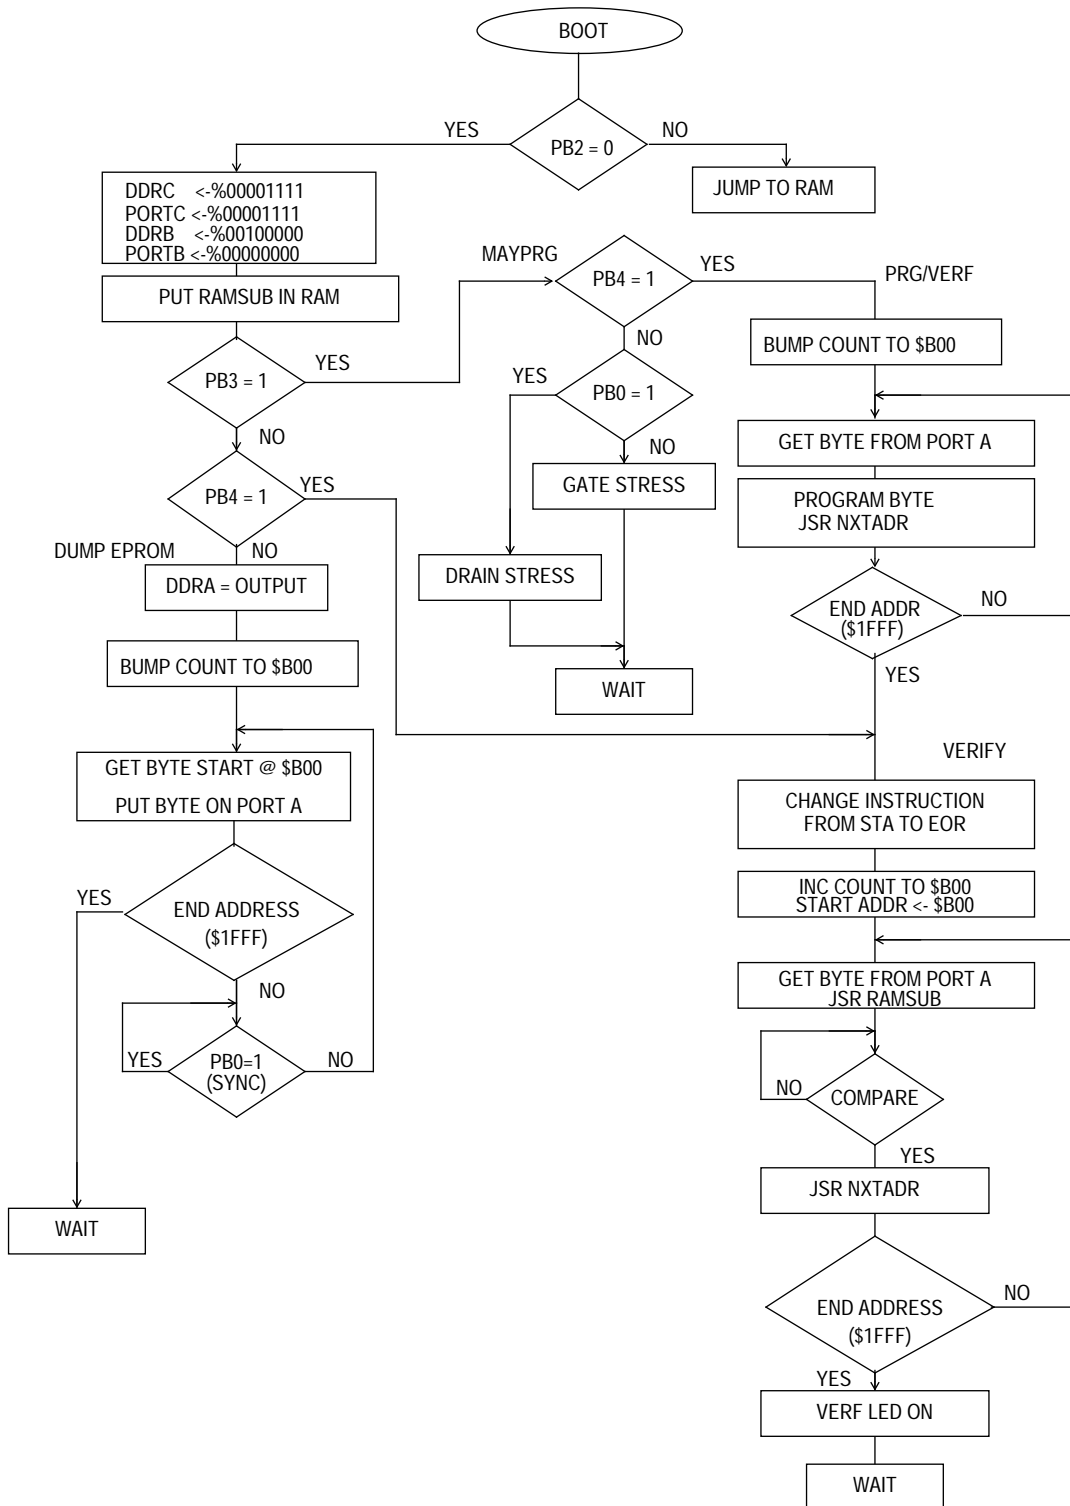 BOOT
YES
PB2 = 0
NO
DDRC <-%00001111
PORTC <-%00001111
DDRB <-%00100000
PORTB <-%00000000
JUMP TO RAM
PUT RAMSUB IN RAM
MAYPRG
PB4 = 1
YES
PRG/VERF
NO
BUMP COUNT TO $B00
PB3 = 1
YES
NO
YES
PB0 = 1
NO
GET BYTE FROM PORT A
PB4 = 1
YES
GATE STRESS
PROGRAM BYTE
JSR NXTADR
DUMP EPROM
NO
DDRA = OUTPUT
DRAIN STRESS
END ADDR
($1FFF)
NO
YES
BUMP COUNT TO $B00
WAIT
VERIFY
GET BYTE START @ $B00
PUT BYTE ON PORT A
CHANGE INSTRUCTION
FROM STA TO EOR
YES
END ADDRESS
($1FFF)
NO
INC COUNT TO $B00
START ADDR <- $B00
GET BYTE FROM PORT A
JSR RAMSUB
YES
PB0=1
(SYNC)
NO
NO
COMPARE
YES
JSR NXTADR
WAIT
END ADDRESS
($1FFF)
NO
YES
VERF LED ON
WAIT